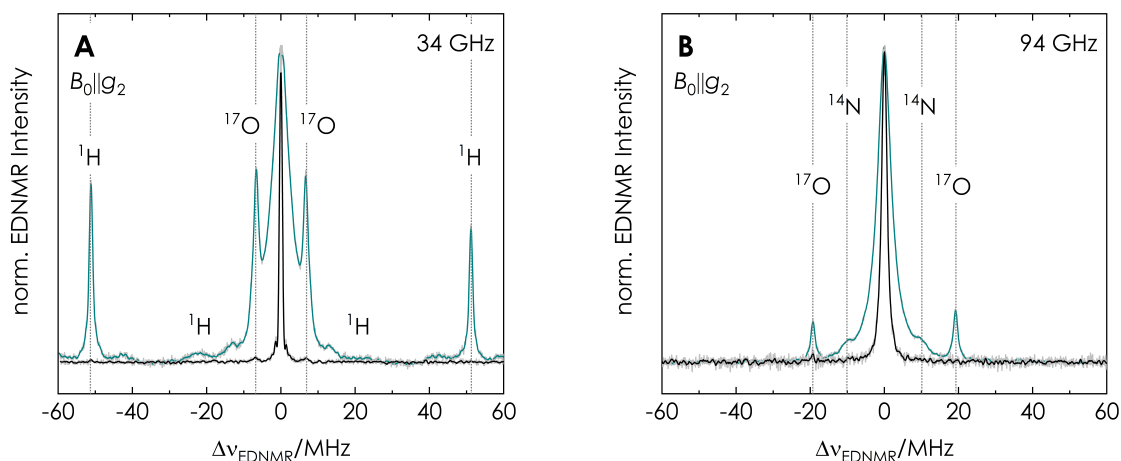 A
34 GHz
B₀||g₂
¹⁷O
¹⁷O
¹H
¹H
¹H
¹H
-60
-40
-20
0
20
40
60
norm. EDNMR Intensity
Δν_EDNMR/MHz
B
94 GHz
B₀||g₂
¹⁴N
¹⁴N
¹⁷O
¹⁷O
-60
-40
-20
0
20
40
60
norm. EDNMR Intensity
Δν_EDNMR/MHz